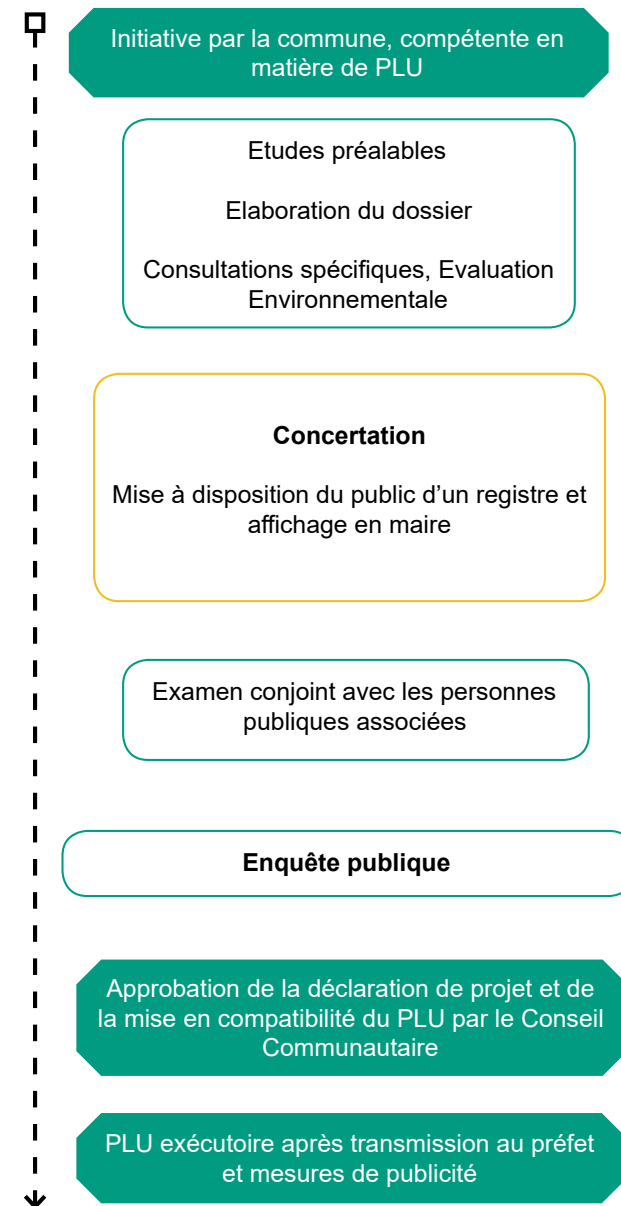 Initiative par la commune, compétente en
matière de PLU
Etudes préalables
Elaboration du dossier
Consultations spécifiques, Evaluation
Environnementale
Concertation
Mise à disposition du public d'un registre et
affichage en maire
Examen conjoint avec les personnes
publiques associées
Enquête publique
Approbation de la déclaration de projet et de
la mise en compatibilité du PLU par le Conseil
Communautaire
PLU exécutoire après transmission au préfet
et mesures de publicité